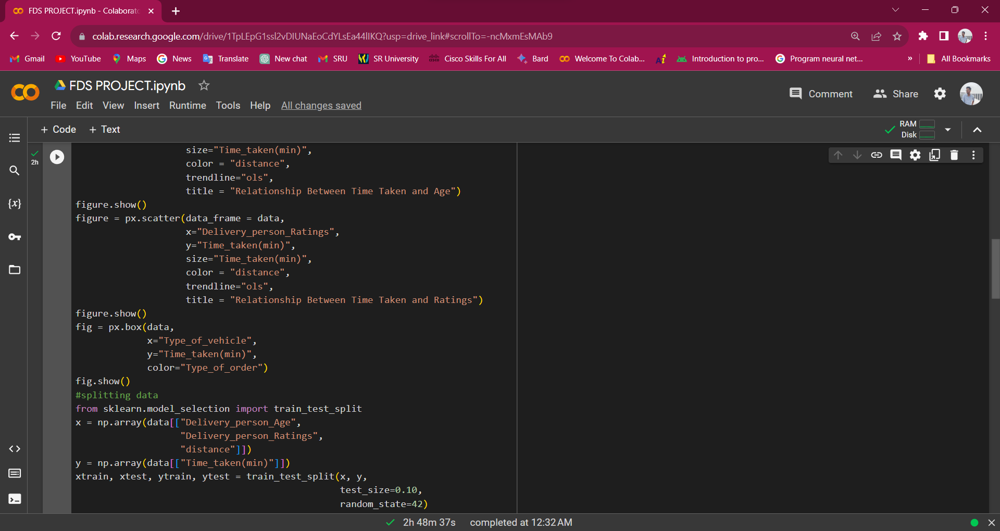 FDS PROJECT.ipynb - Colaborato
colab.research.google.com/drive/1TpLEpG1ssl2vDIUNaEoCdYLsEa44lIKQ?usp=drive_link#scrollTo=-ncMxmEsMAb9
Gmail YouTube Maps News Translate New chat SRU SR University Cisco Skills For All Bard Welcome To Colab... Introduction to pro... Program neural net... » All Bookmarks
FDS PROJECT.ipynb
Comment Share
File Edit View Insert Runtime Tools Help All changes saved
+ Code + Text
RAM
Disk
2h
size="Time_taken(min)",
color = "distance",
trendline="ols",
title = "Relationship Between Time Taken and Age")
figure.show()
figure = px.scatter(data_frame = data,
x="Delivery_person_Ratings",
y="Time_taken(min)",
size="Time_taken(min)",
color = "distance",
trendline="ols",
title = "Relationship Between Time Taken and Ratings")
figure.show()
fig = px.box(data,
x="Type_of_vehicle",
y="Time_taken(min)",
color="Type_of_order")
fig.show()
#splitting data
from sklearn.model_selection import train_test_split
x = np.array(data[["Delivery_person_Age",
"Delivery_person_Ratings",
"distance"]])
y = np.array(data[["Time_taken(min)"]])
xtrain, xtest, ytrain, ytest = train_test_split(x, y,
test_size=0.10,
random_state=42)
2h 48m 37s completed at 12:32 AM